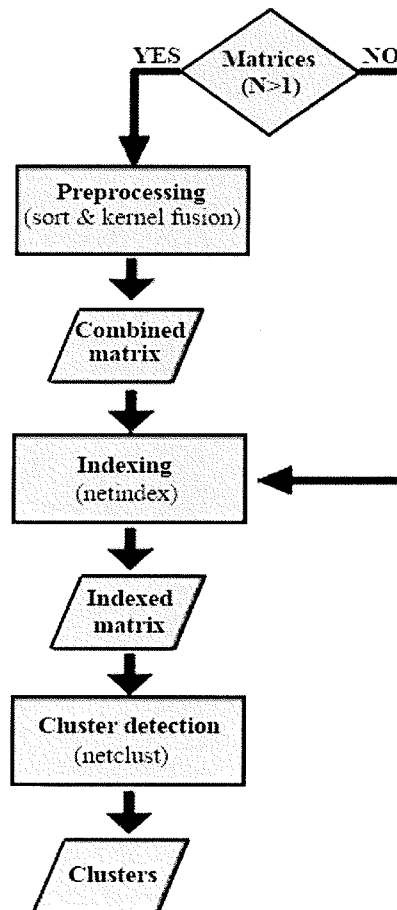 YES
Matrices
NO
(N>1)
Preprocessing
(sort & kernel fusion)
Combined
matrix
Indexing
(netindex)
Indexed
matrix
Cluster detection
(netclust)
Clusters